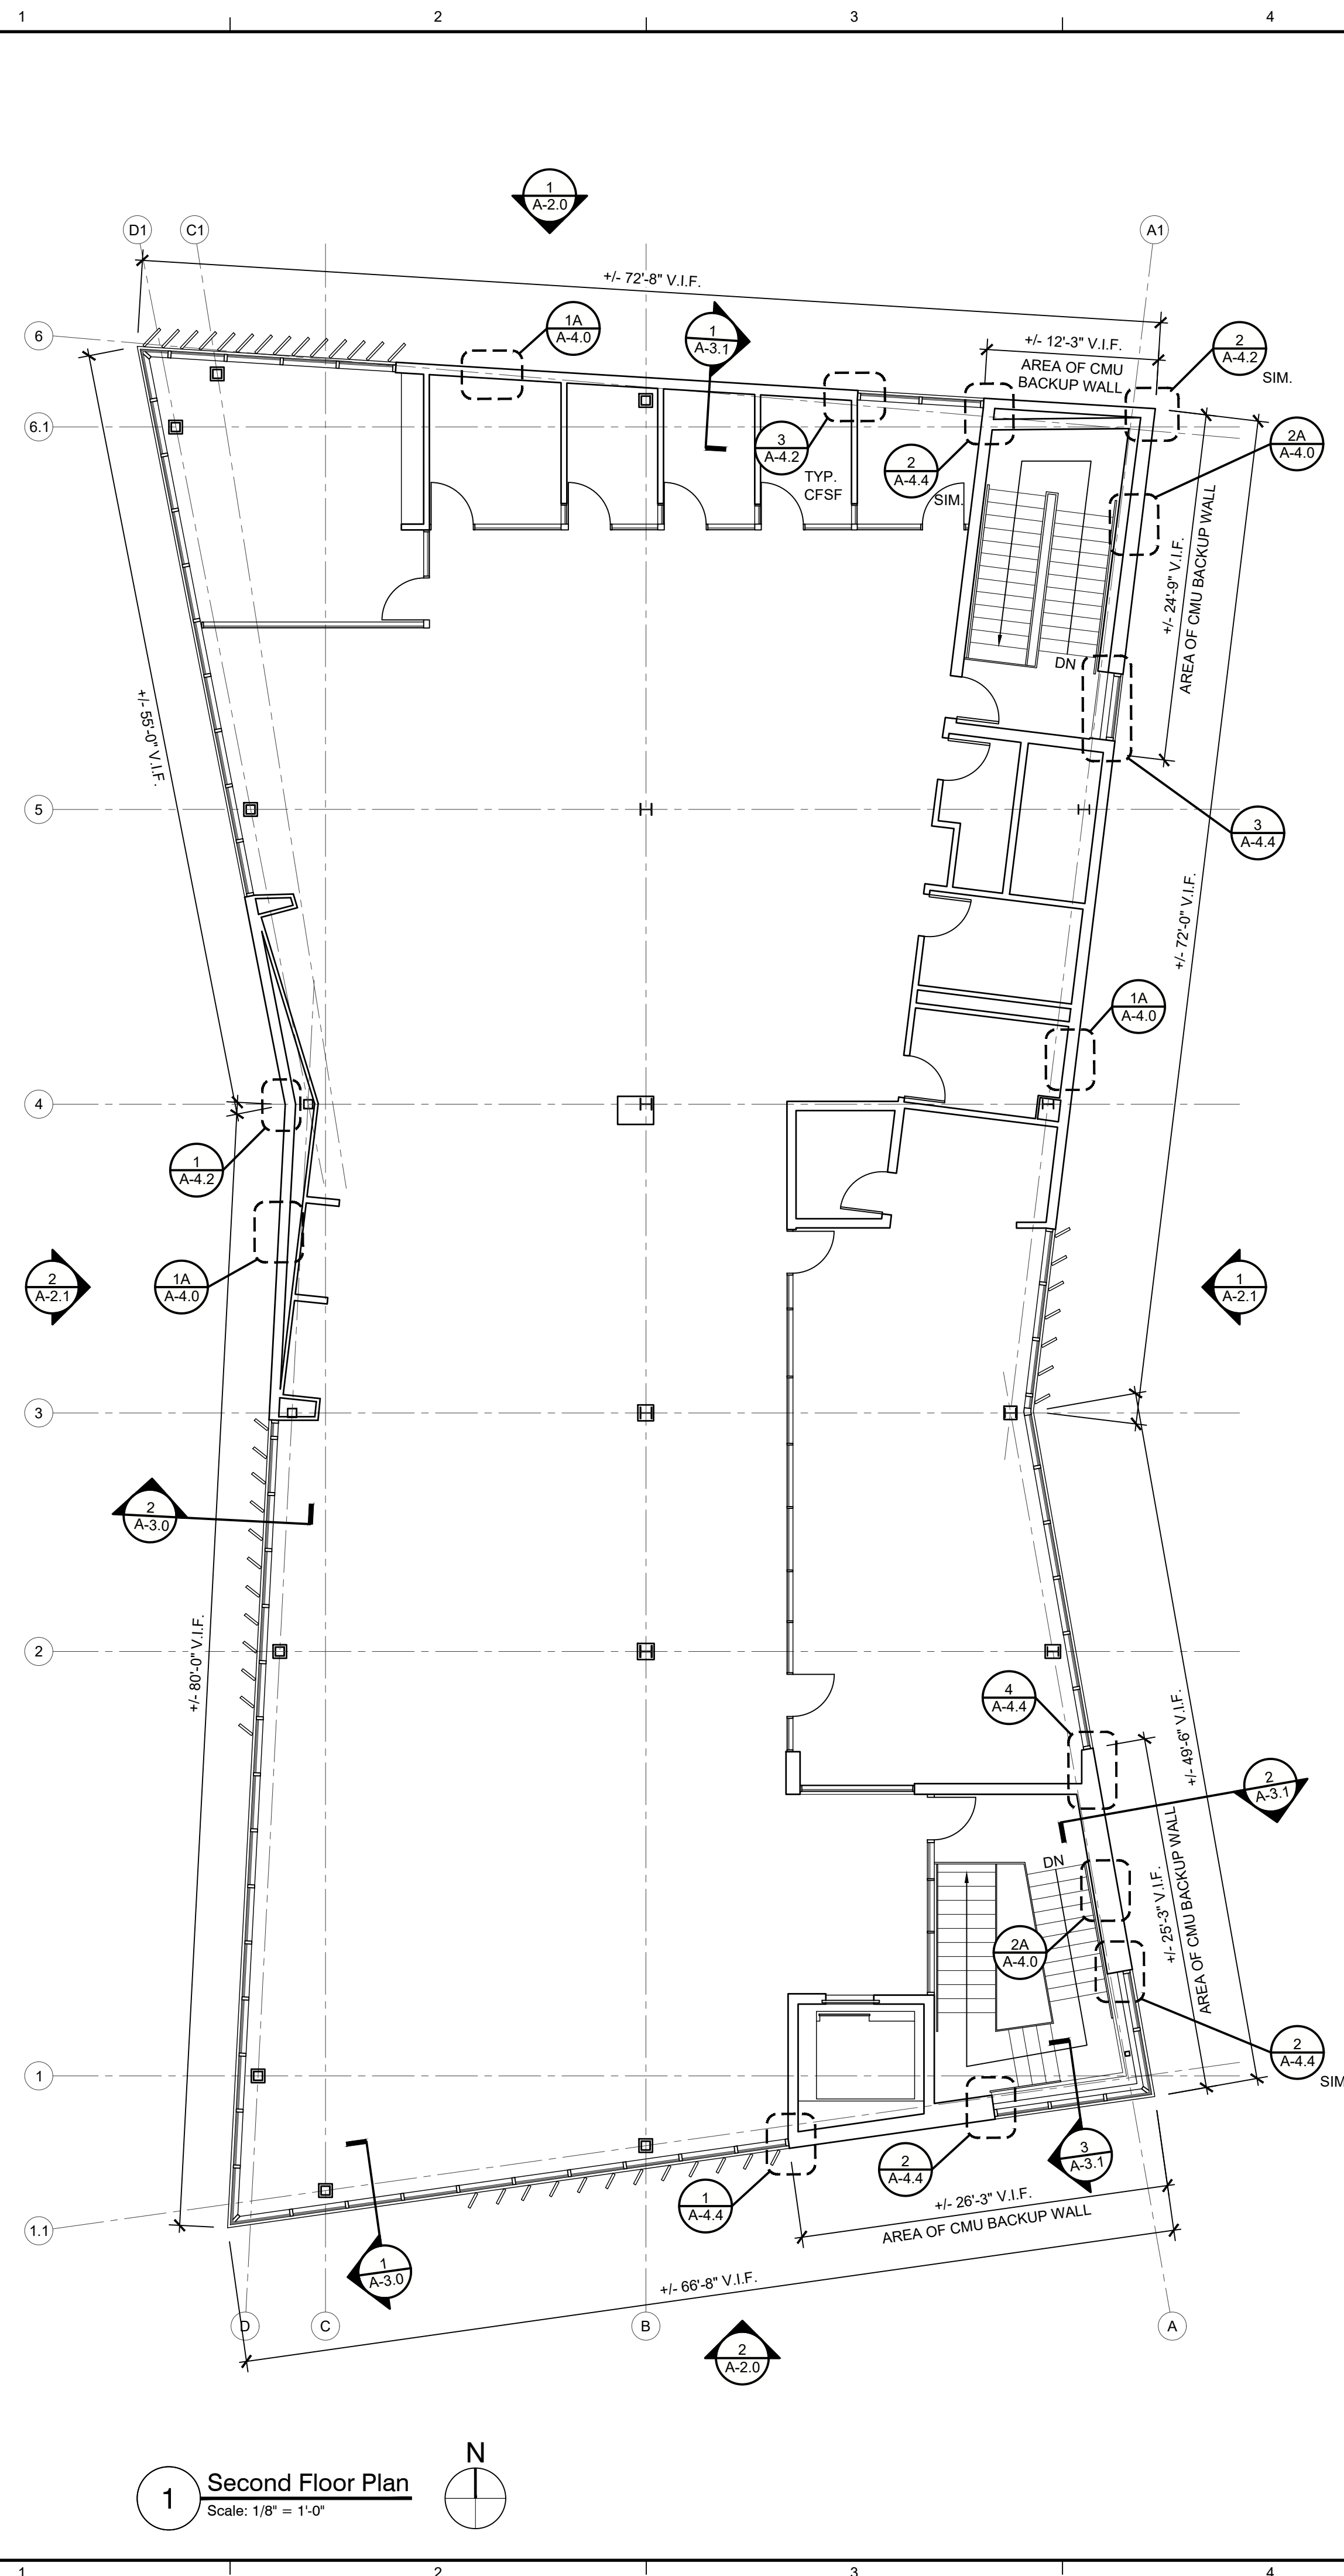 1 2 3 4
1
A-2.0
D1 C1 A1
+/- 72'-8" V.I.F.
6
1A
A-4.0
1
A-3.1
+/- 12'-3" V.I.F.
AREA OF CMU
BACKUP WALL
2
A-4.2
SIM.
6.1
3
A-4.2
TYP.
CFSF
2
A-4.4
SIM.
2A
A-4.0
+/- 24'-9" V.I.F.
AREA OF CMU BACKUP WALL
DN
+/- 55'-0" V.I.F.
5
3
A-4.4
+/- 72'-0" V.I.F.
1A
A-4.0
4
1
A-4.2
2
A-2.1
1A
A-4.0
1
A-2.1
3
2
A-3.0
+/- 80'-0" V.I.F.
2
4
A-4.4
+/- 49'-6" V.I.F.
2
A-3.1
DN
+/- 25'-3" V.I.F.
AREA OF CMU BACKUP WALL
2A
A-4.0
2
A-4.4
SIM
1
3
A-3.1
2
A-4.4
1
A-4.4
+/- 26'-3" V.I.F.
AREA OF CMU BACKUP WALL
1.1
1
A-3.0
+/- 66'-8" V.I.F.
D C B A
2
A-2.0
N
1
Second Floor Plan
Scale: 1/8" = 1'-0"
1 2 3 4